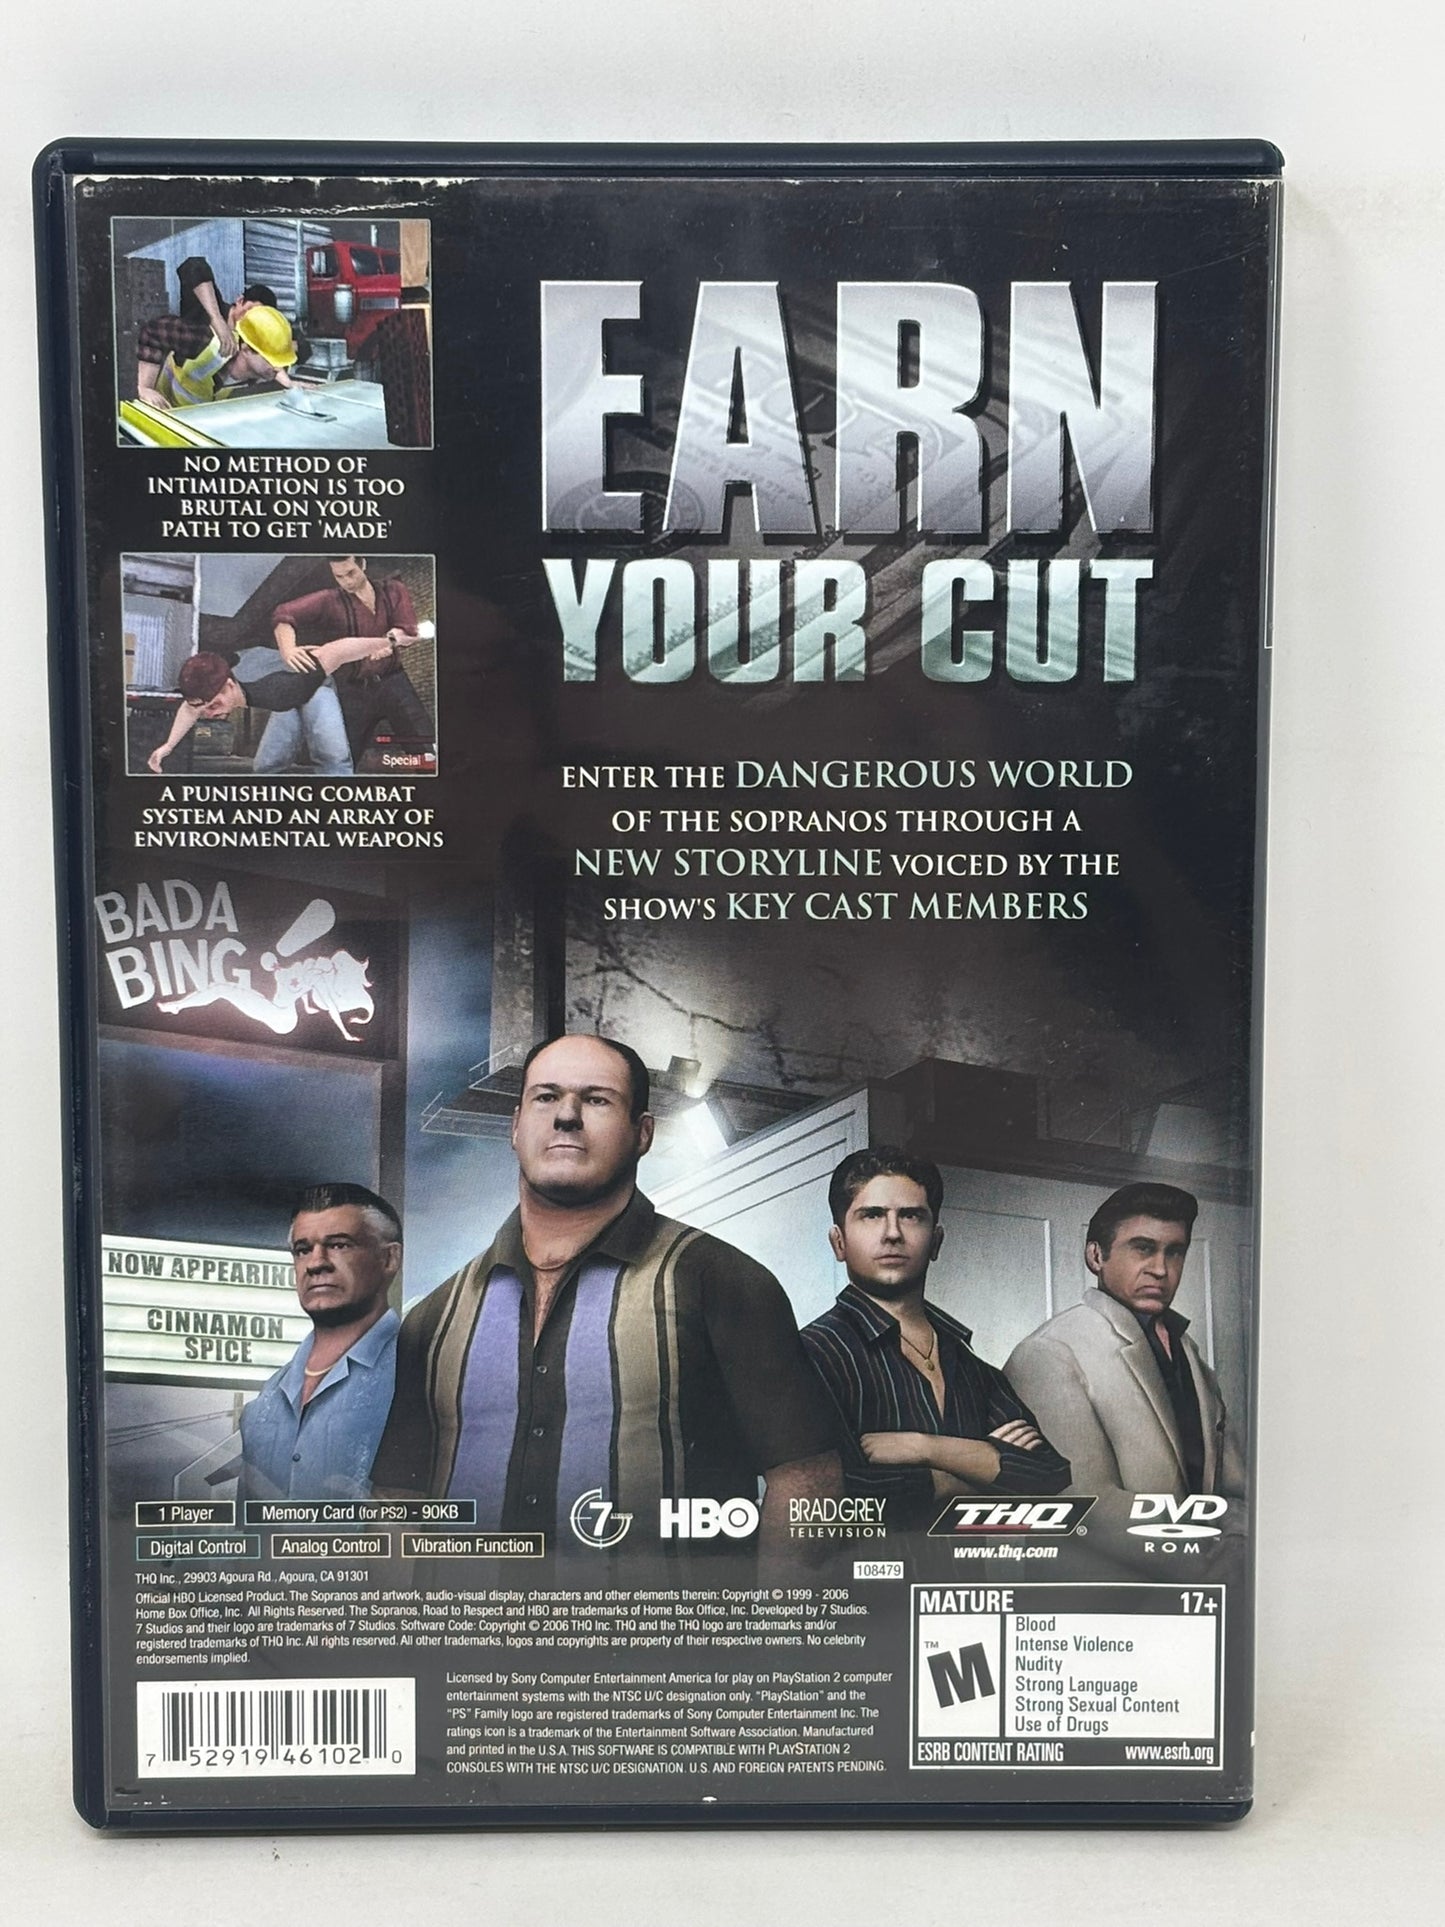 NO METHOD OF
INTIMIDATION IS TOO
BRUTAL ON YOUR
PATH TO GET 'MADE'
Special
A PUNISHING COMBAT
SYSTEM AND AN ARRAY OF
ENVIRONMENTAL WEAPONS
EARN
YOUR CUT
ENTER THE DANGEROUS WORLD
OF THE SOPRANOS THROUGH A
NEW STORYLINE VOICED BY THE
SHOW'S KEY CAST MEMBERS
BADA
BING!
NOW APPEARING
CINNAMON
SPICE
1 Player
Memory Card (for PS2) - 90KB
Digital Control
Analog Control
Vibration Function
7
HBO
BRADGREY
TELEVISION
THQ®
www.thq.com
DVD
ROM
THQ Inc., 29903 Agoura Rd., Agoura, CA 91301
108479
Official HBO Licensed Product. The Sopranos and artwork, audio-visual display, characters and other elements therein: Copyright © 1999 - 2006
Home Box Office, Inc. All Rights Reserved. The Sopranos, Road to Respect and HBO are trademarks of Home Box Office, Inc. Developed by 7 Studios.
7 Studios and their logo are trademarks of 7 Studios. Software Code: Copyright © 2006 THQ Inc. THQ and the THQ logo are trademarks and/or
registered trademarks of THQ Inc. All rights reserved. All other trademarks, logos and copyrights are property of their respective owners. No celebrity
endorsements implied.
7 52919 46102 0
Licensed by Sony Computer Entertainment America for play on PlayStation 2 computer
entertainment systems with the NTSC U/C designation only. "PlayStation" and the
"PS" Family logo are registered trademarks of Sony Computer Entertainment Inc. The
ratings icon is a trademark of the Entertainment Software Association. Manufactured
and printed in the U.S.A. THIS SOFTWARE IS COMPATIBLE WITH PLAYSTATION 2
CONSOLES WITH THE NTSC U/C DESIGNATION. U.S. AND FOREIGN PATENTS PENDING.
MATURE 17+
TM
M
Blood
Intense Violence
Nudity
Strong Language
Strong Sexual Content
Use of Drugs
ESRB CONTENT RATING www.esrb.org